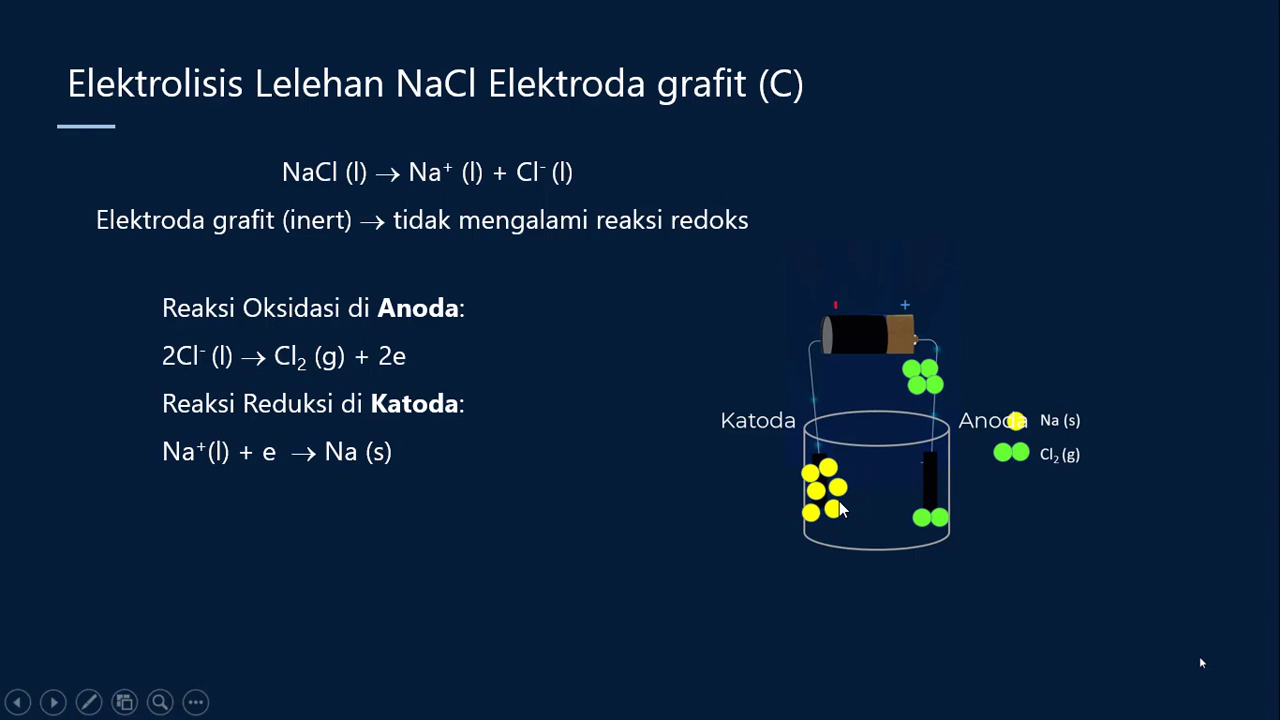 Elektrolisis Lelehan NaCl Elektroda grafit (C)
NaCl (l) → Na⁺ (l) + Cl⁻ (l)
Elektroda grafit (inert) → tidak mengalami reaksi redoks
Reaksi Oksidasi di Anoda:
2Cl⁻ (l) → Cl₂ (g) + 2e
Reaksi Reduksi di Katoda:
Na⁺(l) + e → Na (s)
- +
Katoda
Anoda
Na (s)
Cl₂ (g)